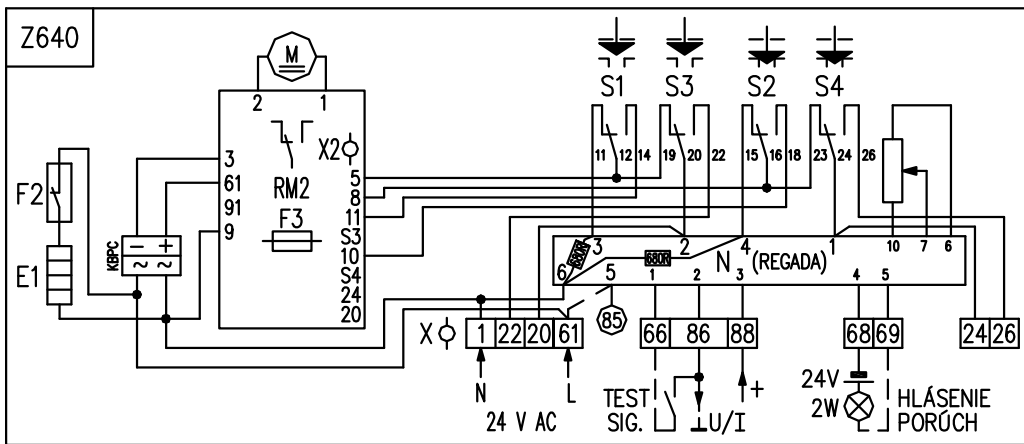 Z640
M
2 1
S1 S3 S2 S4
X2
3
61
91
9
RM2
F3
5
8
11
S3
10
S4
24
20
11 12 14 19 20 22 15 16 18 23 24 26
F2
E1
KBPC
- +
~ ~
680R
680R
3 2 4 1 10 7 6
N (REGADA)
6 5 1 2 3 4 5
85
X
1 22 20 61 66 86 88 68 69 24 26
N L
24 V AC
TEST
SIG.
U/I
+
24V
2W
HLÁSENIE
PORÚCH